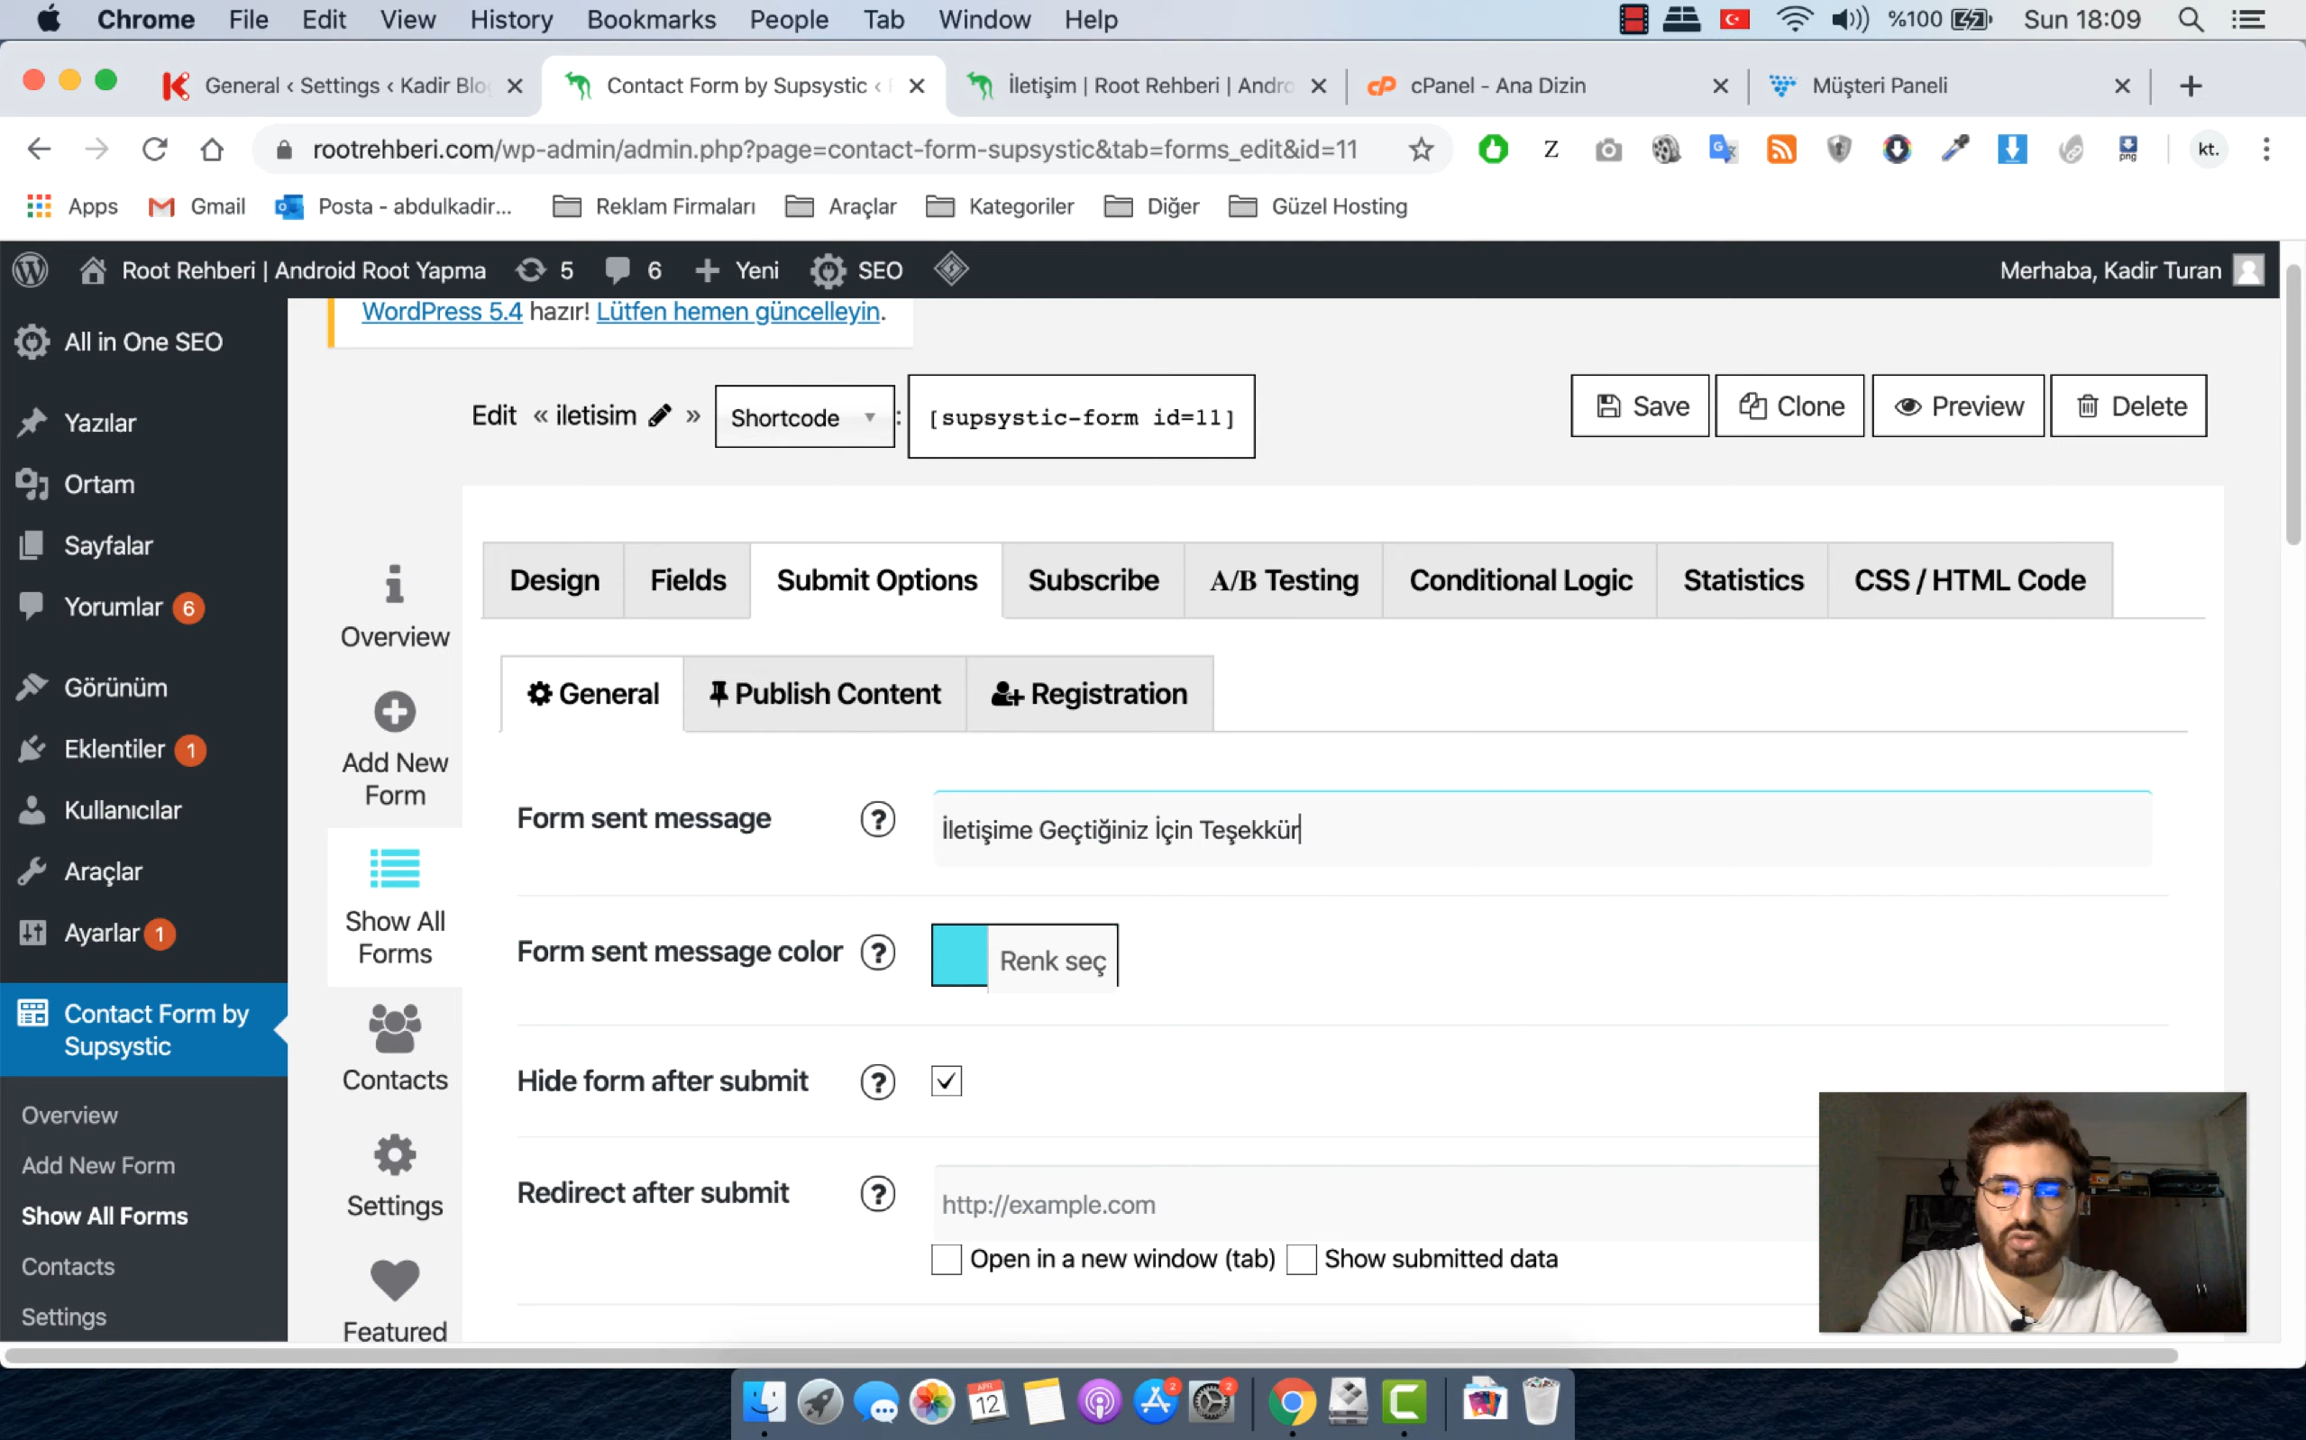 Chrome File Edit View History Bookmarks People Tab Window Help %100 Sun 18:09
General ‹ Settings ‹ Kadir Blo Contact Form by Supsystic ‹ İletişim | Root Rehberi | Andro cPanel - Ana Dizin Müşteri Paneli
rootrehberi.com/wp-admin/admin.php?page=contact-form-supsystic&tab=forms_edit&id=11 Z png kt.
Apps Gmail Posta - abdulkadir... Reklam Firmaları Araçlar Kategoriler Diğer Güzel Hosting
Root Rehberi | Android Root Yapma 5 6 Yeni SEO Merhaba, Kadir Turan
WordPress 5.4 hazır! Lütfen hemen güncelleyin.
All in One SEO
Yazılar
Ortam
Sayfalar
Yorumlar 6
Görünüm
Eklentiler 1
Kullanıcılar
Araçlar
Ayarlar 1
Contact Form by
Supsystic
Overview
Add New Form
Show All Forms
Contacts
Settings
Overview
Add New
Form
Show All
Forms
Contacts
Settings
Featured
Edit « iletisim » Shortcode : [supsystic-form id=11] Save Clone Preview Delete
Design Fields Submit Options Subscribe A/B Testing Conditional Logic Statistics CSS / HTML Code
General Publish Content Registration
Form sent message ? İletişime Geçtiğiniz İçin Teşekkür
Form sent message color ? Renk seç
Hide form after submit ?
Redirect after submit ? http://example.com
Open in a new window (tab) Show submitted data
APR
12
2
2